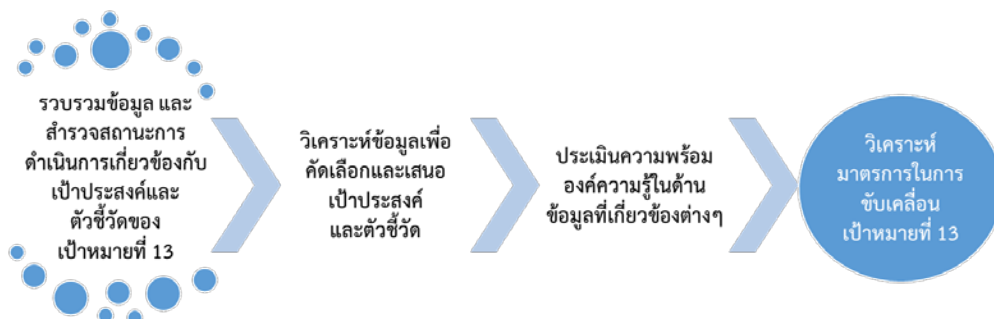 รวบรวมข้อมูล และ
สำรวจสถานะการ
ดำเนินการเกี่ยวข้องกับ
เป้าประสงค์และ
ตัวชี้วัดของ
เป้าหมายที่ 13
วิเคราะห์ข้อมูลเพื่อ
คัดเลือกและเสนอ
เป้าประสงค์
และตัวชี้วัด
ประเมินความพร้อม
องค์ความรู้ในด้าน
ข้อมูลที่เกี่ยวข้องต่างๆ
วิเคราะห์
มาตรการในการ
ขับเคลื่อน
เป้าหมายที่ 13